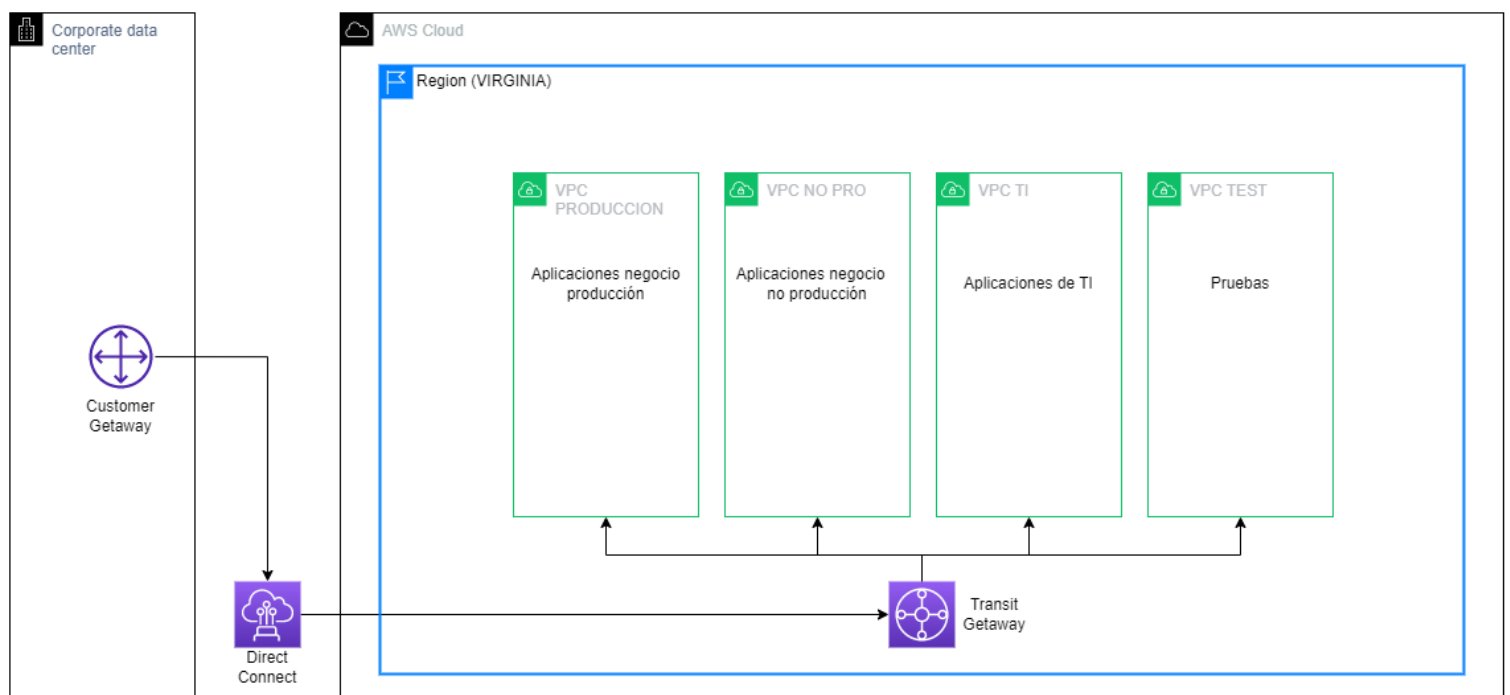 Corporate data
center
AWS Cloud
Region (VIRGINIA)
VPC
PRODUCCION
VPC NO PRO
VPC TI
VPC TEST
Aplicaciones negocio
producción
Aplicaciones negocio
no producción
Aplicaciones de TI
Pruebas
Customer
Getaway
Direct
Connect
Transit
Getaway